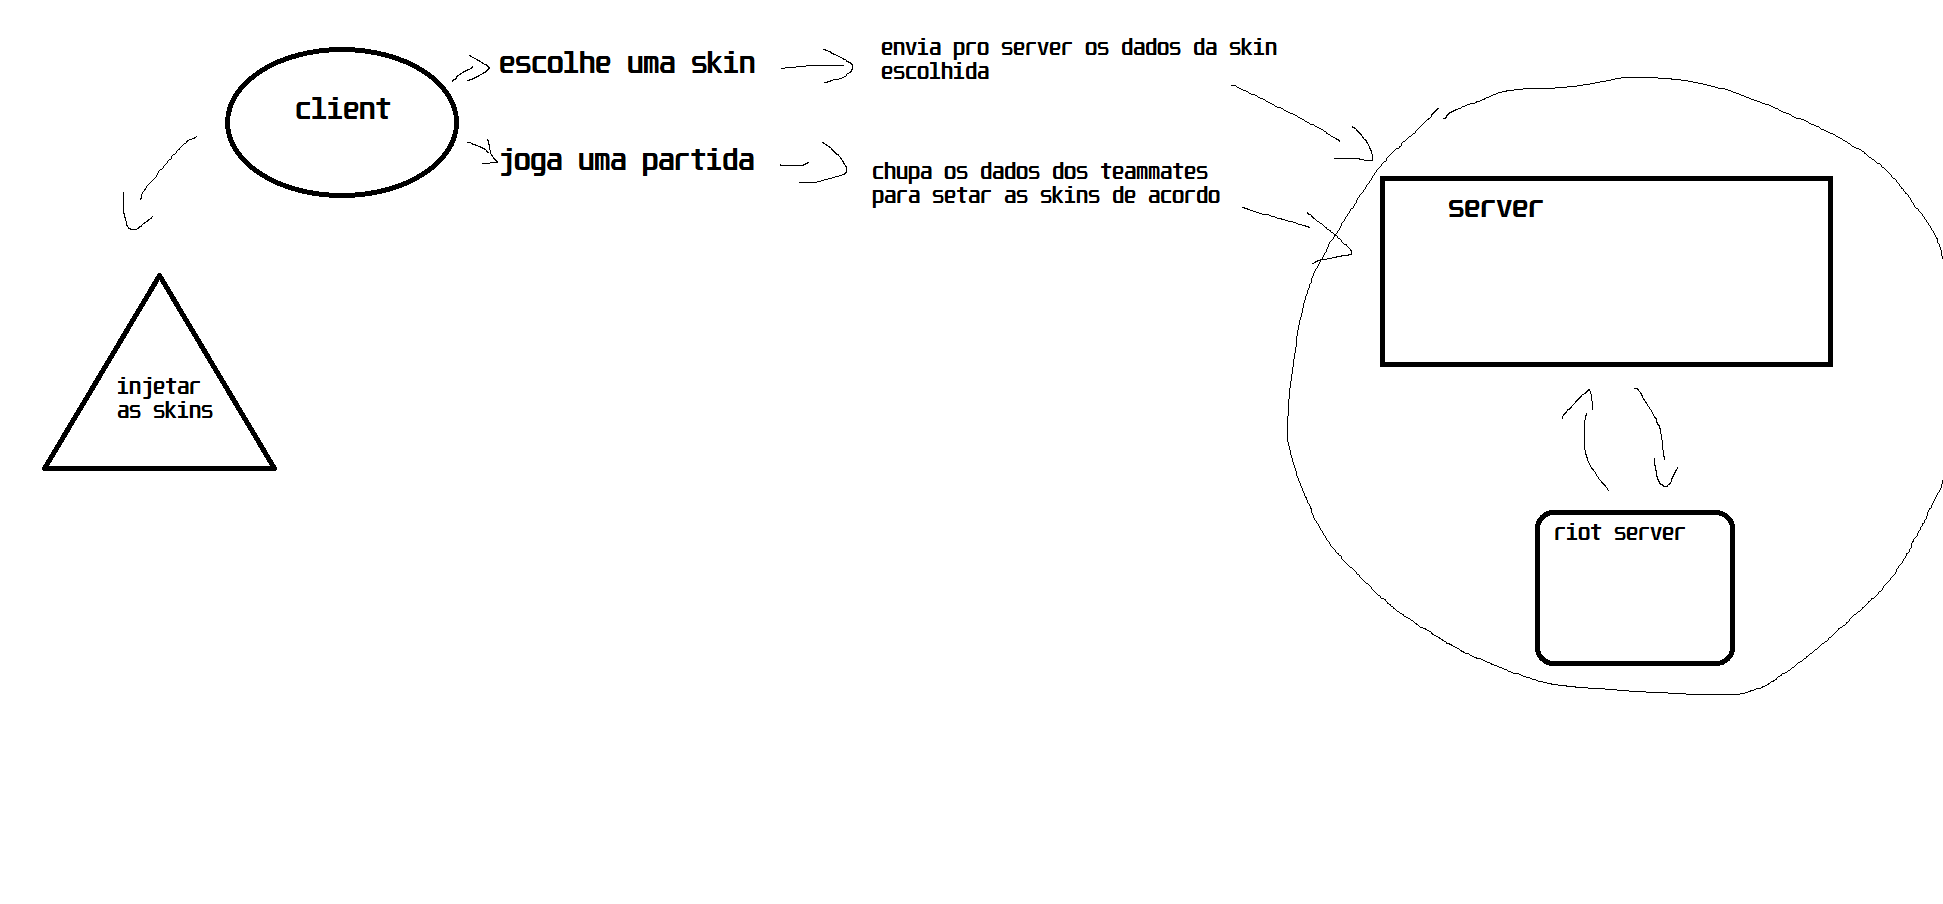 client
escolhe uma skin
envia pro server os dados da skin
escolhida
joga uma partida
chupa os dados dos teammates
para setar as skins de acordo
server
injetar
as skins
riot server